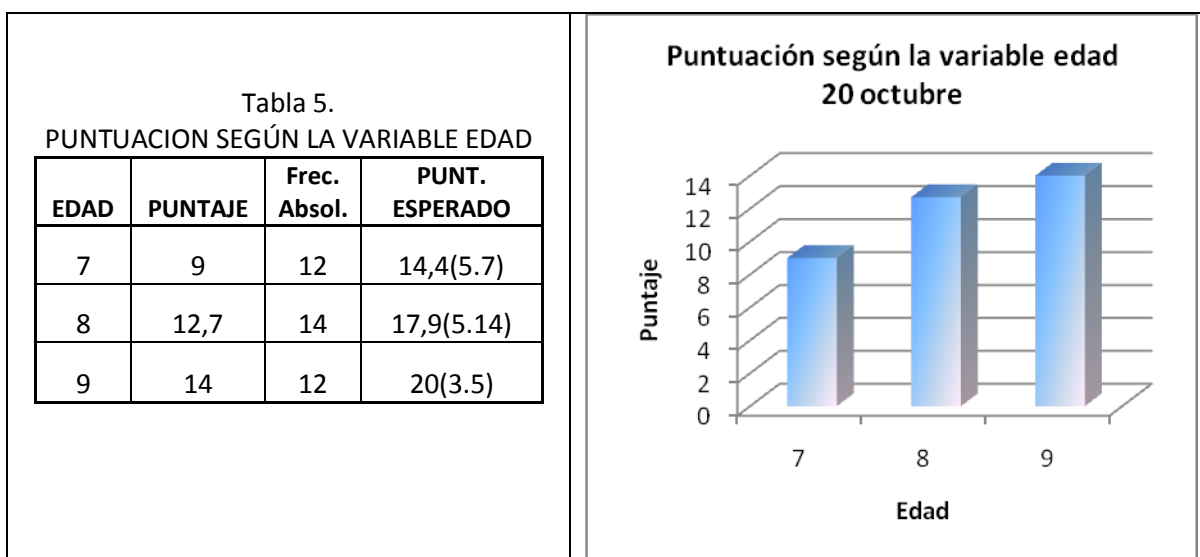 Tabla 5.
PUNTUACION SEGÚN LA VARIABLE EDAD
EDAD PUNTAJE Frec. Absol. PUNT. ESPERADO
7 9 12 14,4(5.7)
8 12,7 14 17,9(5.14)
9 14 12 20(3.5)
Puntuación según la variable edad
20 octubre
14
12
10
8
6
4
2
0
Puntaje
7 8 9
Edad